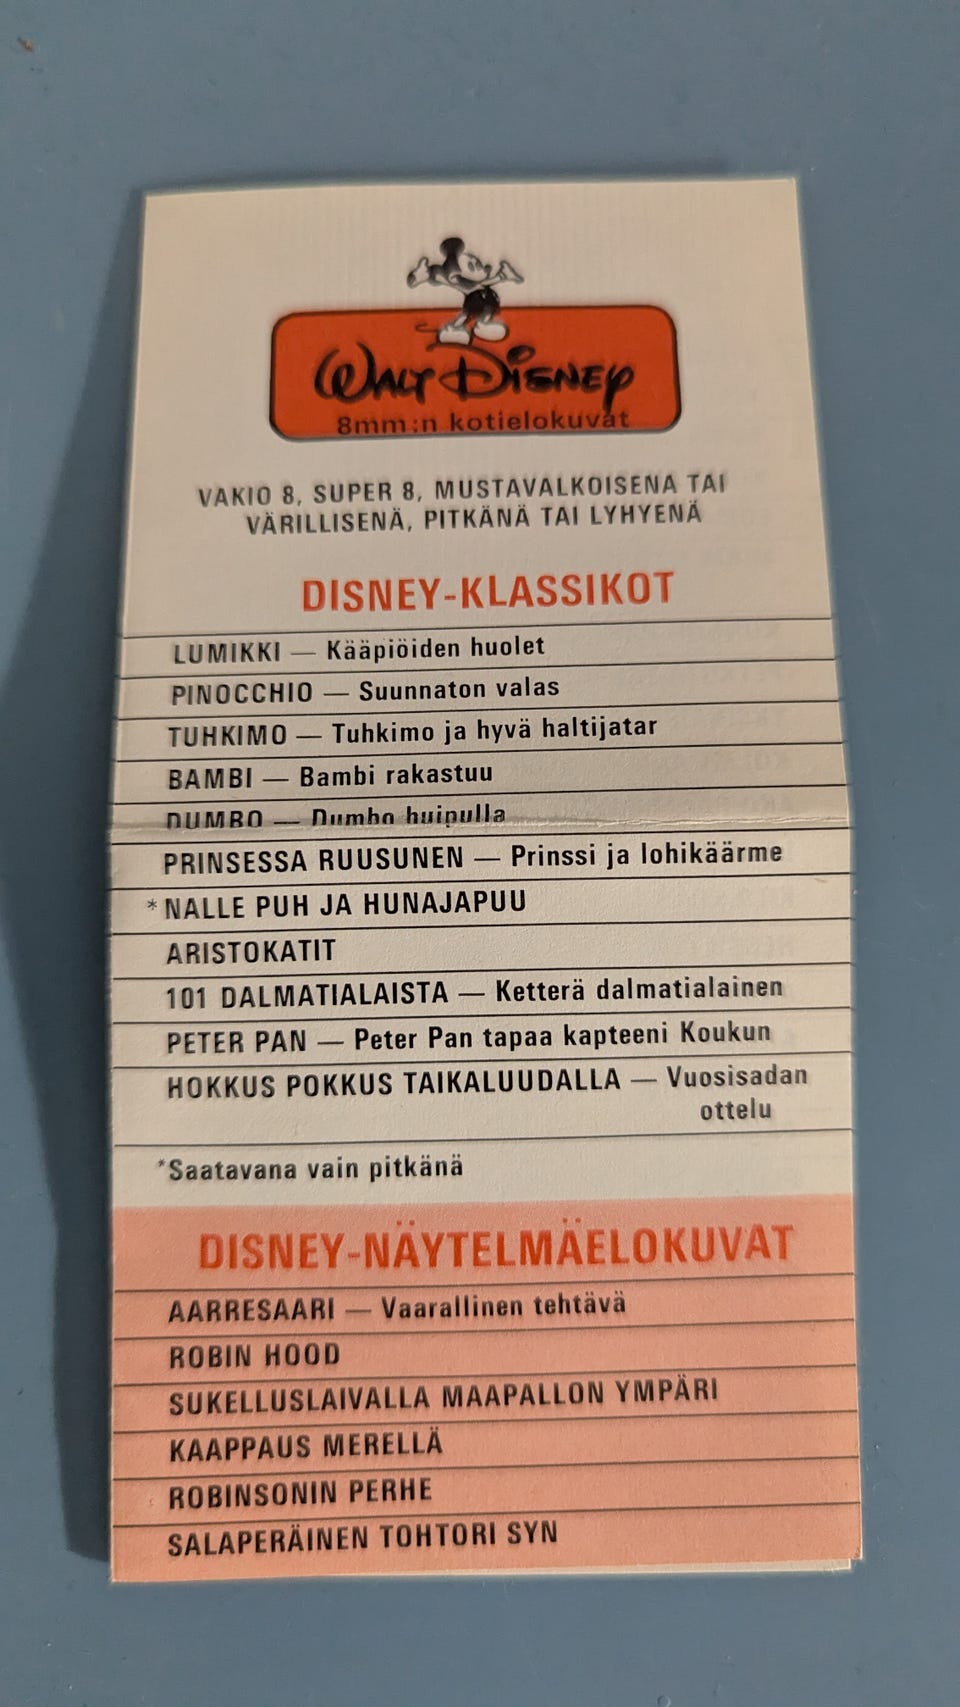 WALT DISNEY
8mm:n kotielokuvat
VAKIO 8, SUPER 8, MUSTAVALKOISENA TAI
VÄRILLISENÄ, PITKÄNÄ TAI LYHYENÄ
DISNEY-KLASSIKOT
LUMIKKI — Kääpiöiden huolet
PINOCCHIO — Suunnaton valas
TUHKIMO — Tuhkimo ja hyvä haltijatar
BAMBI — Bambi rakastuu
DUMBO — Dumbo huipulla
PRINSESSA RUUSUNEN — Prinssi ja lohikäärme
*NALLE PUH JA HUNAJAPUU
ARISTOKATIT
101 DALMATIALAISTA — Ketterä dalmatialainen
PETER PAN — Peter Pan tapaa kapteeni Koukun
HOKKUS POKKUS TAIKALUUDALLA — Vuosisadan
ottelu
*Saatavana vain pitkänä
DISNEY-NÄYTELMÄELOKUVAT
AARRESAARI — Vaarallinen tehtävä
ROBIN HOOD
SUKELLUSLAIVALLA MAAPALLON YMPÄRI
KAAPPAUS MERELLÄ
ROBINSONIN PERHE
SALAPERÄINEN TOHTORI SYN